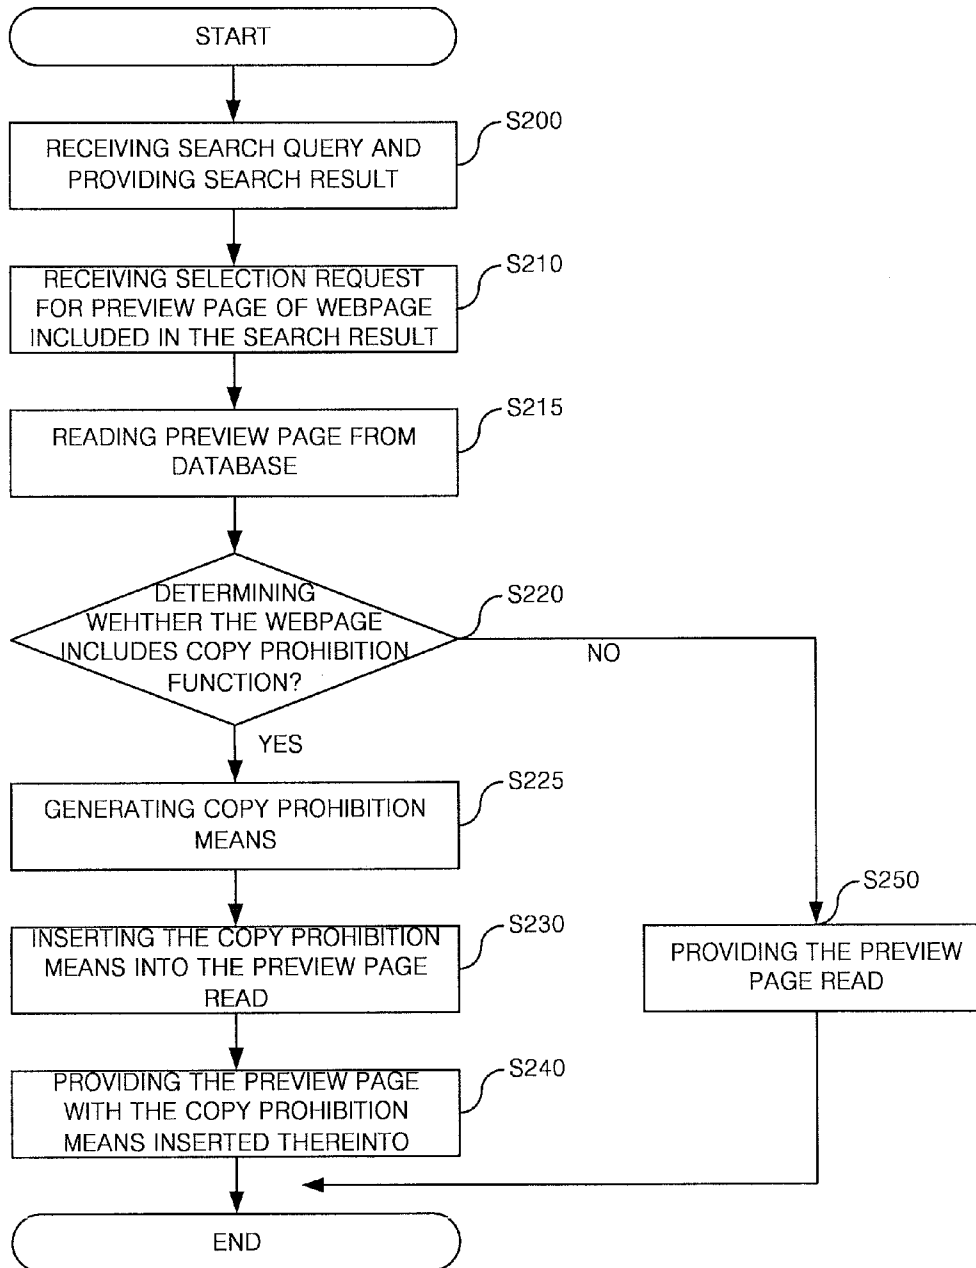 START
S200
RECEIVING SEARCH QUERY AND
PROVIDING SEARCH RESULT
S210
RECEIVING SELECTION REQUEST
FOR PREVIEW PAGE OF WEBPAGE
INCLUDED IN THE SEARCH RESULT
S215
READING PREVIEW PAGE FROM
DATABASE
S220
DETERMINING
WEHTHER THE WEBPAGE
INCLUDES COPY PROHIBITION
FUNCTION?
NO
YES
S225
GENERATING COPY PROHIBITION
MEANS
S250
PROVIDING THE PREVIEW
PAGE READ
S230
INSERTING THE COPY PROHIBITION
MEANS INTO THE PREVIEW PAGE
READ
S240
PROVIDING THE PREVIEW PAGE
WITH THE COPY PROHIBITION
MEANS INSERTED THEREINTO
END